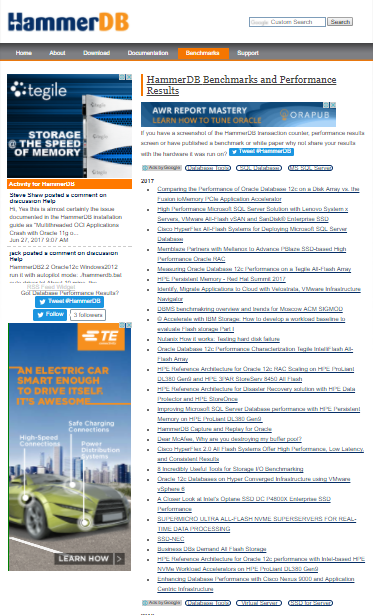 HammerDB
Google Custom Search
Search
Home
About
Download
Documentation
Benchmarks
Support
tegile
STORAGE
@ THE SPEED
OF MEMORY
Activity for HammerDB
Steve Shaw posted a comment on
discussion Help
Hi. Yes this is almost certainly the issue
documented in the HammerDB Installation
guide as "Multithreaded OCI Applications
Crash with Oracle 11g o...
Jun 27, 2017 9:07 AM
jack posted a comment on discussion
Help
HammerDB2.2 Oracle12c Windows2012
RSS Feed Widget
Got Database Performance Results?
Tweet #HammerDB
Follow
3 followers
TE
AN ELECTRIC CAR
SMART ENOUGH
TO DRIVE ITSELF.
IT'S AWESOME
Safe Charging
Connections
High-Speed
Connections
Power
Distribution
Systems
LEARN HOW
HammerDB Benchmarks and Performance
Results
AWR REPORT MASTERY
LEARN HOW TO TUNE ORACLE
ORAPUB
If you have a screenshot of the HammerDB transaction counter, performance results
screen or have published a benchmark or white paper why not share your results
with the hardware it was run on?
Tweet #HammerDB
Ads by Google
Database Tools
SQL Database
MS SQL Server
2017
Comparing the Performance of Oracle Database 12c on a Disk Array vs. the
Fusion ioMemory PCIe Application Accelerator
High Performance Microsoft SQL Server Solution with Lenovo System x
Servers, VMware All-Flash vSAN and SanDisk® Enterprise SSD
Cisco HyperFlex All-Flash Systems for Deploying Microsoft SQL Server
Database
Memblaze Partners with Mellanox to Advance PBlaze SSD-based High
Performance Oracle RAC
Measuring Oracle Database 12c Performance on a Tegile All-Flash Array
HPE Persistent Memory - Red Hat Summit 2017
Identify, Migrate Applications to Cloud with Velostrata, VMware Infrastructure
Navigator
DBMS benchmarking overview and trends for Moscow ACM SIGMOD
Accelerate with IBM Storage: How to develop a workload baseline to
evaluate Flash storage Part I
Nutanix How it works: Testing hard disk failure
Oracle Database 12c Performance Characterization Tegile IntelliFlash All-
Flash Array
HPE Reference Architecture for Oracle 12c RAC Scaling on HPE ProLiant
DL380 Gen9 and HPE 3PAR StoreServ 8450 All Flash
HPE Reference Architecture for Disaster Recovery solution with HPE Data
Protector and HPE StoreOnce
Improving Microsoft SQL Server Database performance with HPE Persistent
Memory on HPE ProLiant DL380 Gen9
HammerDB Capture and Replay for Oracle
Dear McAfee, Why are you destroying my buffer pool?
Cisco HyperFlex 2.0 All Flash Systems Offer High Performance, Low Latency,
and Consistent Results
6 Incredibly Useful Tools for Storage I/O Benchmarking
Oracle 12c Databases on Hyper Converged Infrastructure using VMware
vSphere 6
A Closer Look at Intel's Optane SSD DC P4800X Enterprise SSD
Performance
SUPERMICRO ULTRA ALL-FLASH NVME SUPERSERVERS FOR REAL-
TIME DATA PROCESSING
SSD-NEC
Business DBs Demand All Flash Storage
HPE Reference Architecture for Oracle 12c performance with Intel-based HPE
NVMe Workload Accelerators on HPE ProLiant DL380 Gen9
Enhancing Database Performance with Cisco Nexus 9000 and Application
Centric Infrastructure
Ads by Google
Database Tools
Virtual Server
SSD for Server